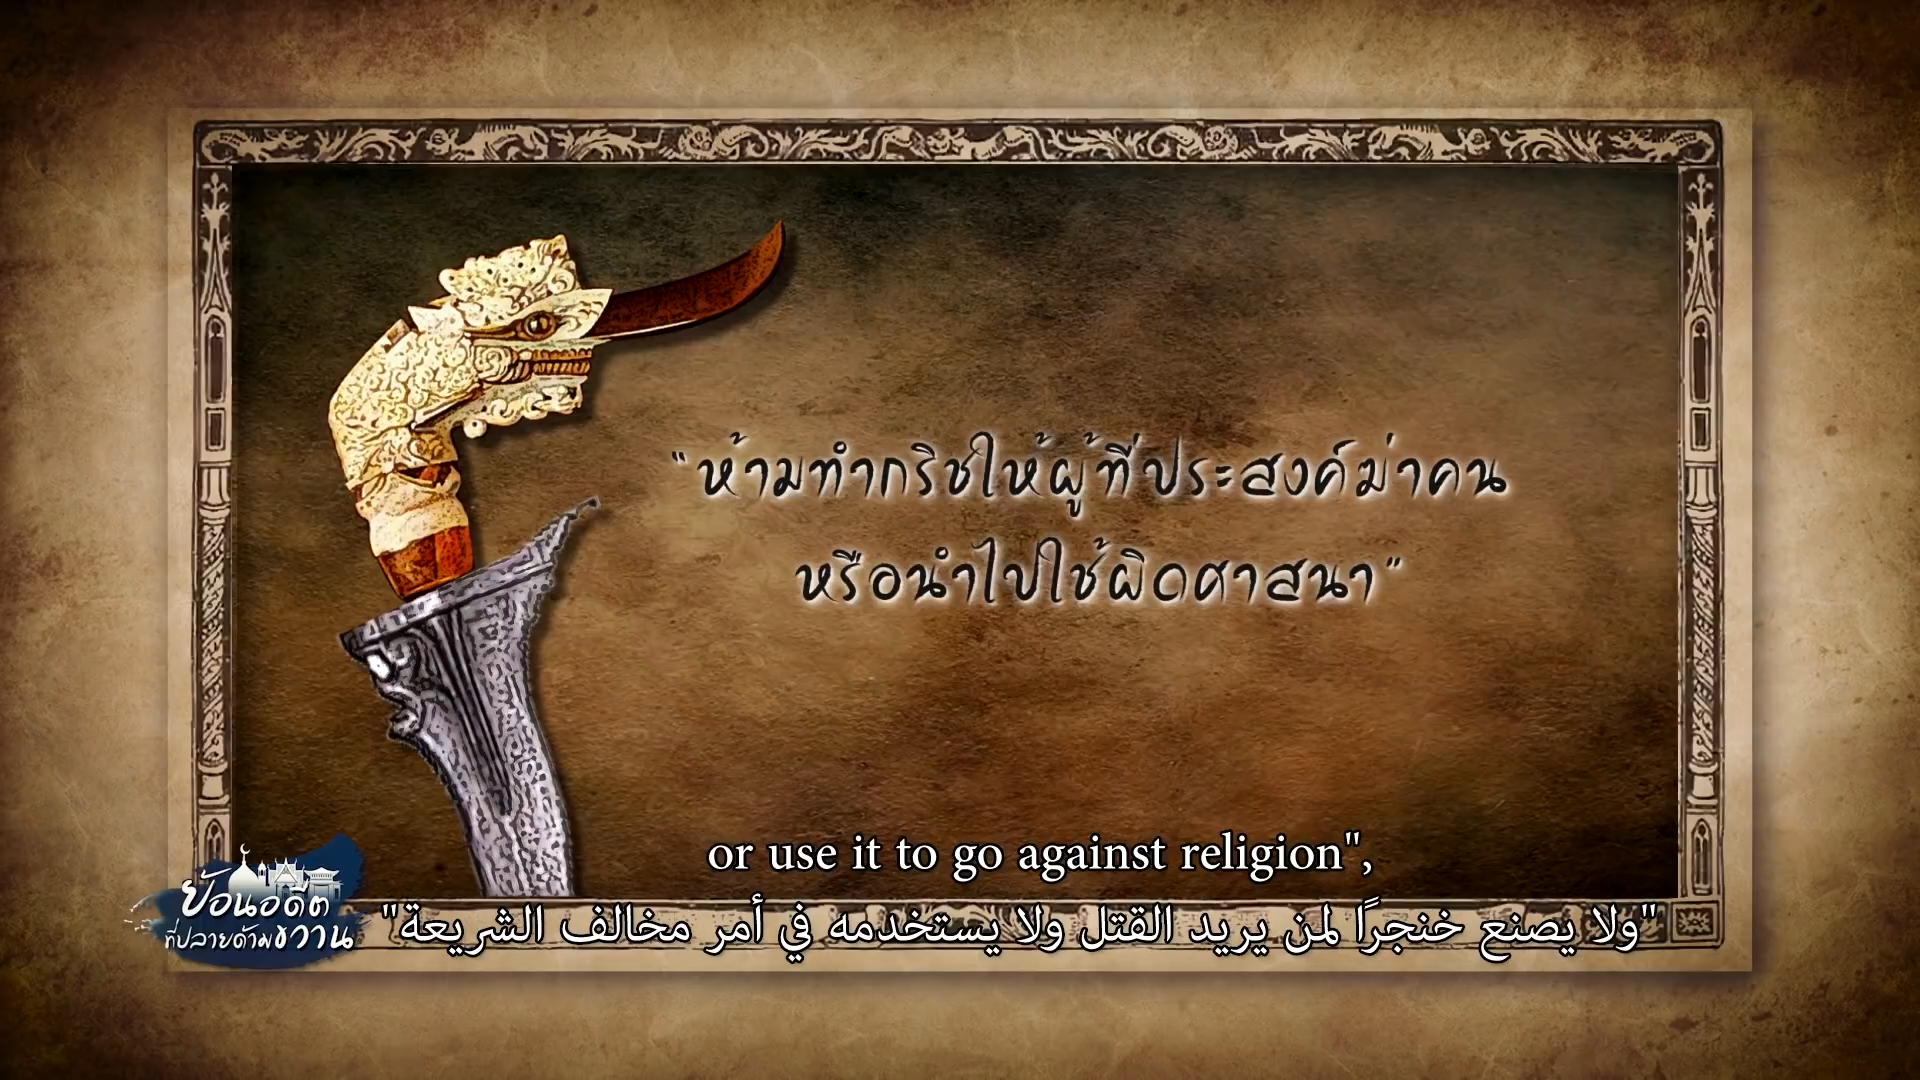 "ห้ามทำกริชให้ผู้ที่ประสงค์ฆ่าคน
หรือนำไปใช้ผิดศาสนา"
or use it to go against religion",
"ولا يصنع خنجرًا لمن يريد القتل ولا يستخدمه في أمر مخالف الشريعة"
ย้อนอดีต
ที่ปลายด้ามขวาน